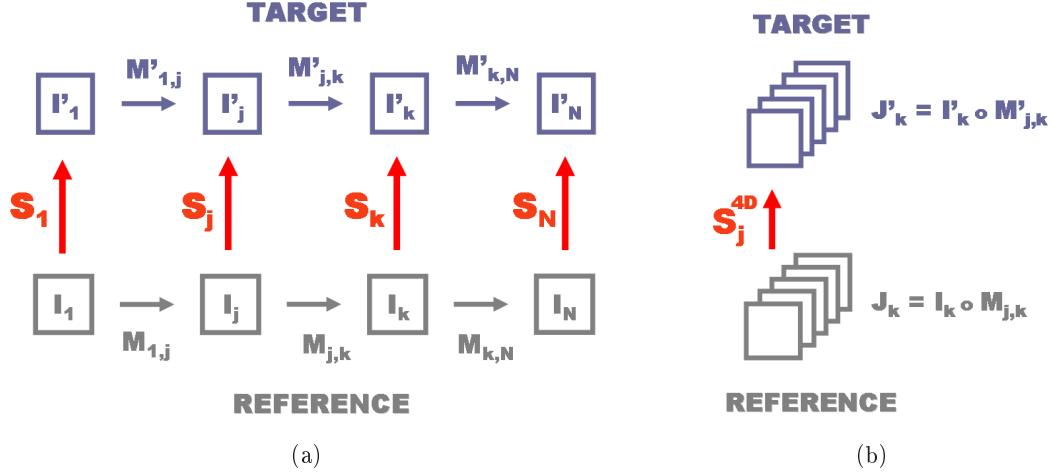 TARGET
M'1,j M'j,k M'k,N
I'1 I'j I'k I'N
S1 Sj Sk SN
I1 Ij Ik IN
M1,j Mj,k Mk,N
REFERENCE
(a)
TARGET
J'k = I'k o M'j,k
Sj4D
Jk = Ik o Mj,k
REFERENCE
(b)